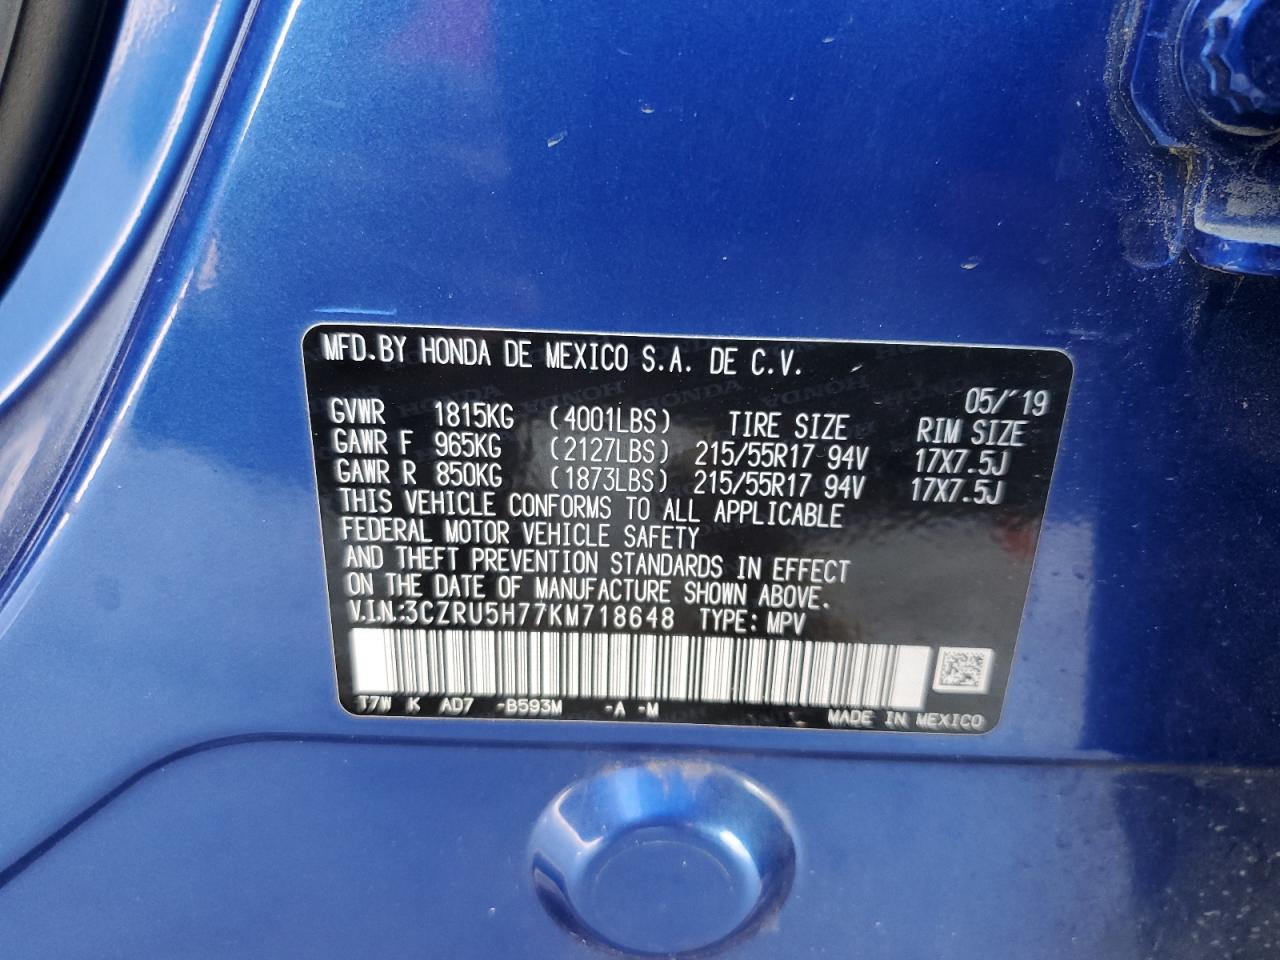 MFD.BY HONDA DE MEXICO S.A. DE C.V.
05/'19
GVWR 1815KG (4001LBS) TIRE SIZE RIM SIZE
GAWR F 965KG (2127LBS) 215/55R17 94V 17X7.5J
GAWR R 850KG (1873LBS) 215/55R17 94V 17X7.5J
THIS VEHICLE CONFORMS TO ALL APPLICABLE
FEDERAL MOTOR VEHICLE SAFETY
AND THEFT PREVENTION STANDARDS IN EFFECT
ON THE DATE OF MANUFACTURE SHOWN ABOVE.
V.I.N.:3CZRU5H77KM718648 TYPE: MPV
T7W K AD7 -B593M -A -M
MADE IN MEXICO